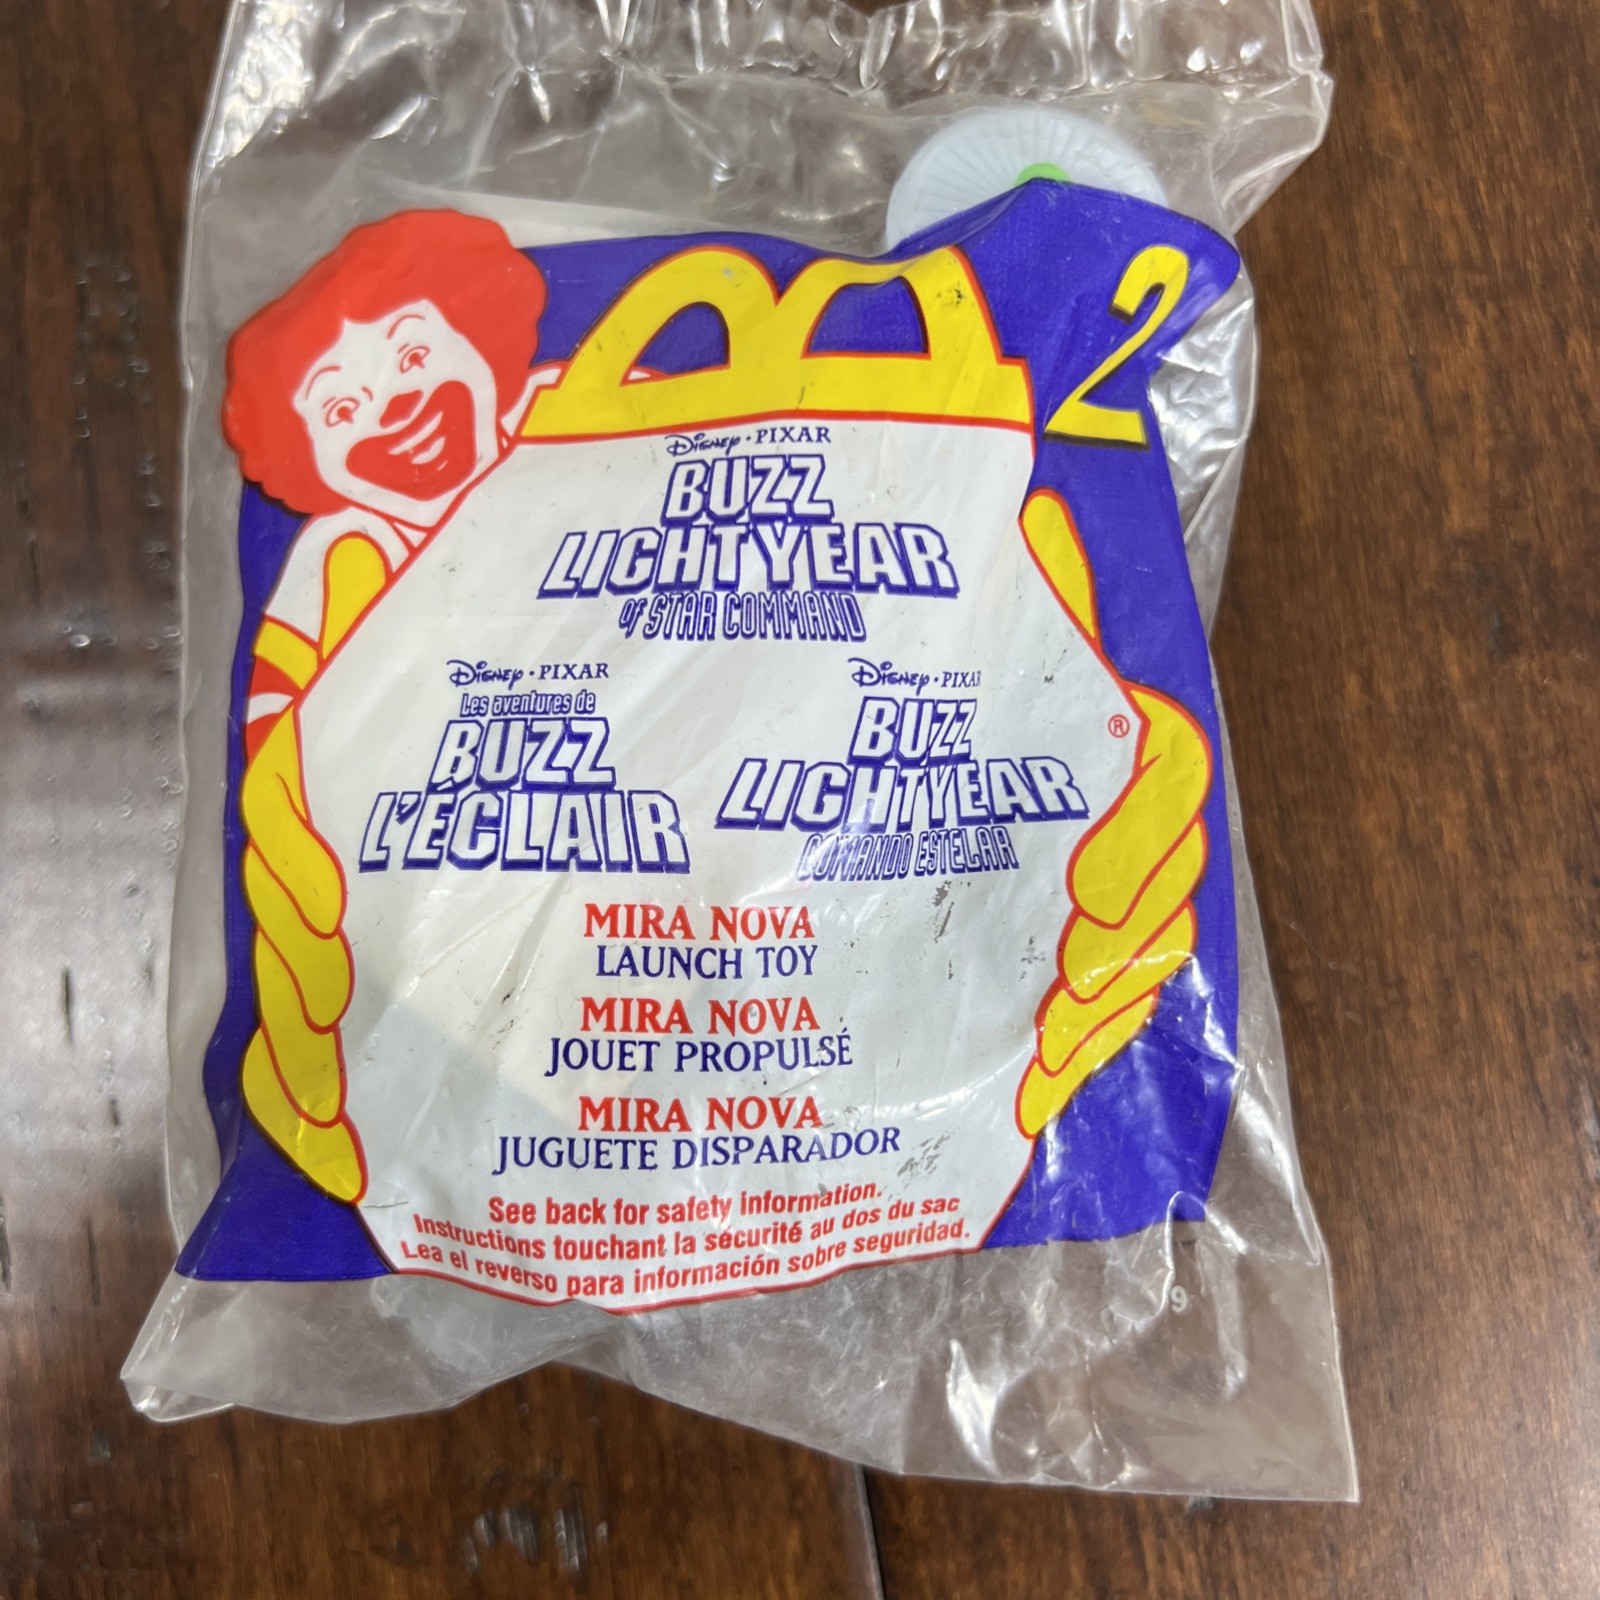 2
Disney · PIXAR
BUZZ
LIGHTYEAR
of STAR COMMAND
Disney · PIXAR
Les aventures de
BUZZ
L'ÉCLAIR
Disney · PIXAR
BUZZ
LIGHTYEAR
COMANDO ESTELAR
®
MIRA NOVA
LAUNCH TOY
MIRA NOVA
JOUET PROPULSÉ
MIRA NOVA
JUGUETE DISPARADOR
See back for safety information.
Instructions touchant la sécurité au dos du sac
Lea el reverso para información sobre seguridad.
9